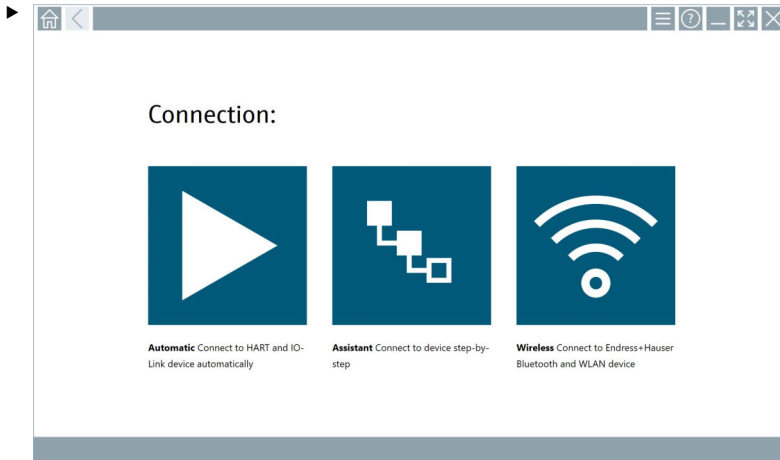 Connection:
Automatic Connect to HART and IO-
Link device automatically
Assistant Connect to device step-by-
step
Wireless Connect to Endress+Hauser
Bluetooth and WLAN device